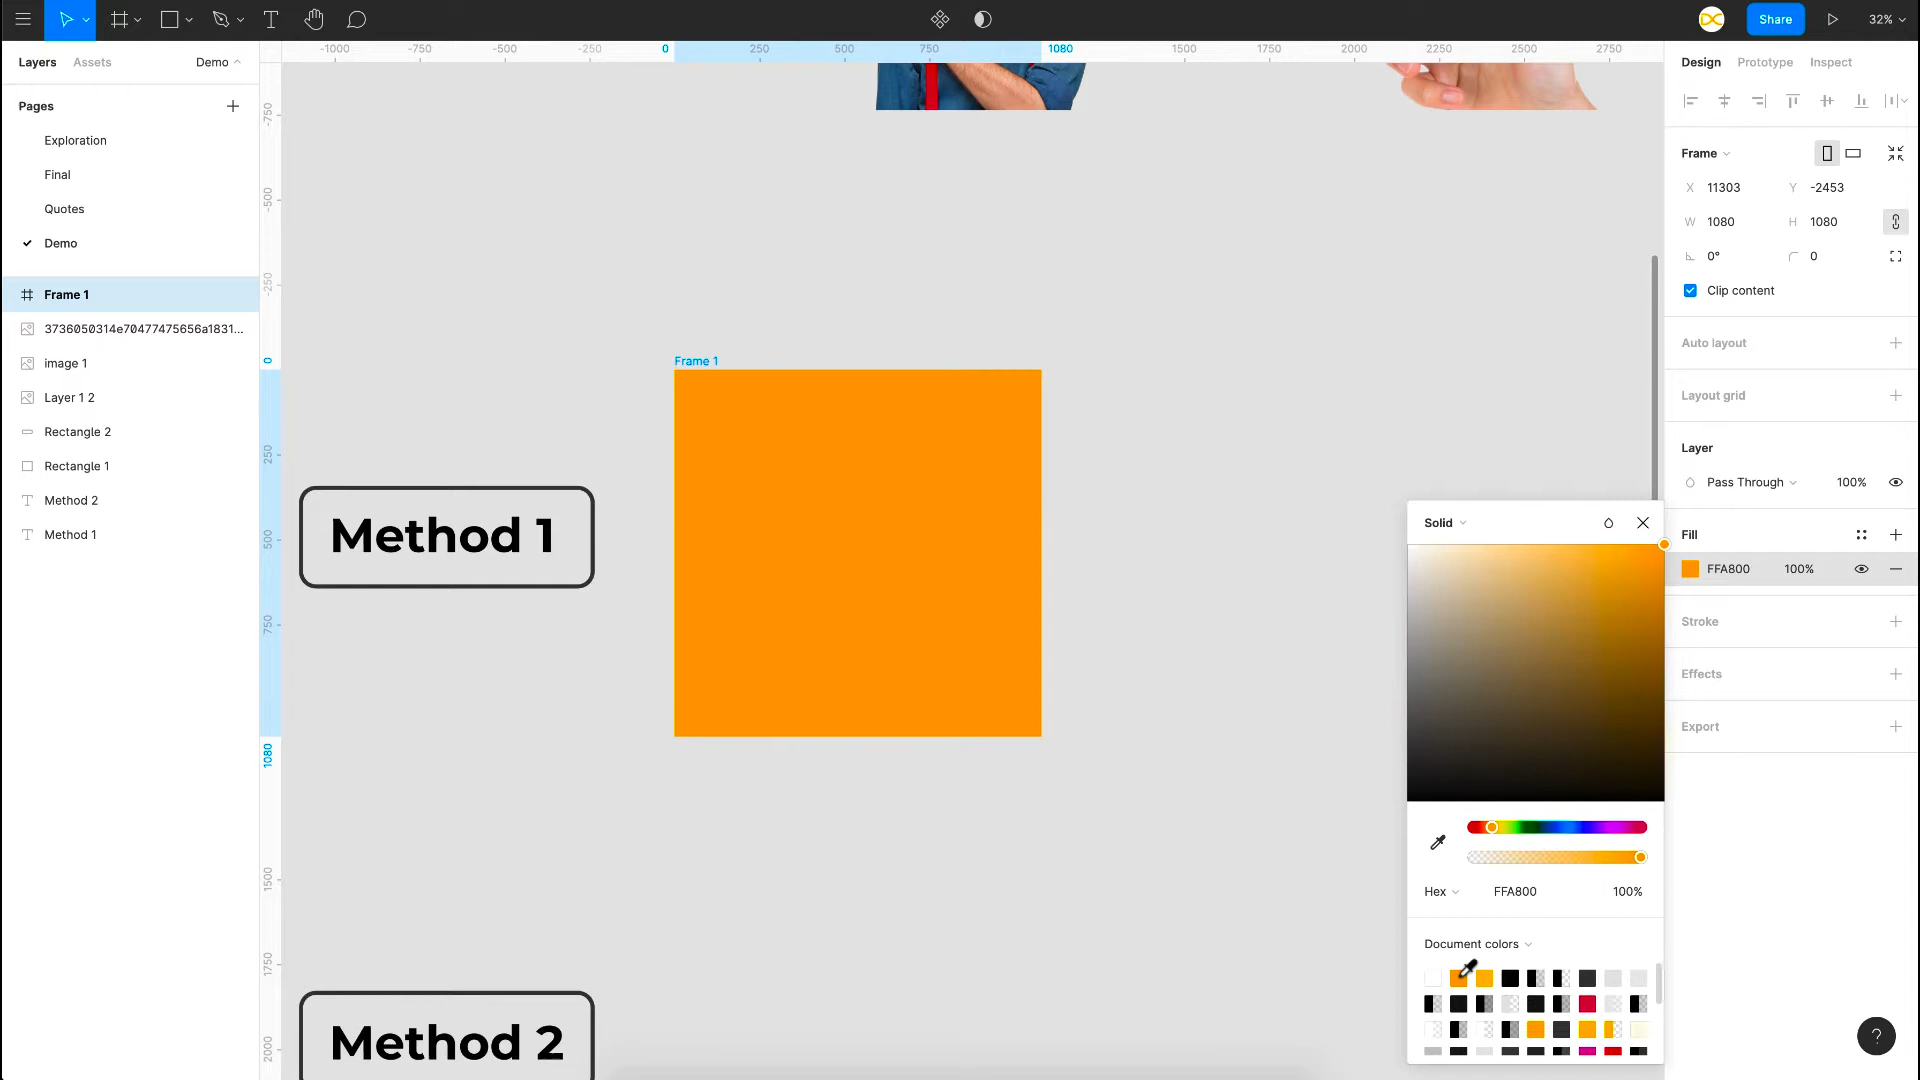 Share
32%
Layers
Assets
Demo
-1000
-750
-500
-250
0
250
500
750
1080
1500
1750
2000
2250
2500
2750
Design
Prototype
Inspect
Pages
Exploration
Final
Quotes
Demo
Frame 1
3736050314e70477475656a1831...
image 1
Layer 1 2
Rectangle 2
Rectangle 1
Method 2
Method 1
-750
-500
-250
0
250
500
750
1080
1500
1750
2000
Frame 1
Method 1
Method 2
Frame
X 11303
Y -2453
W 1080
H 1080
0°
0
Clip content
Auto layout
Layout grid
Layer
Pass Through
100%
Fill
FFA800
100%
Stroke
Effects
Export
Solid
Hex
FFA800
100%
Document colors
?